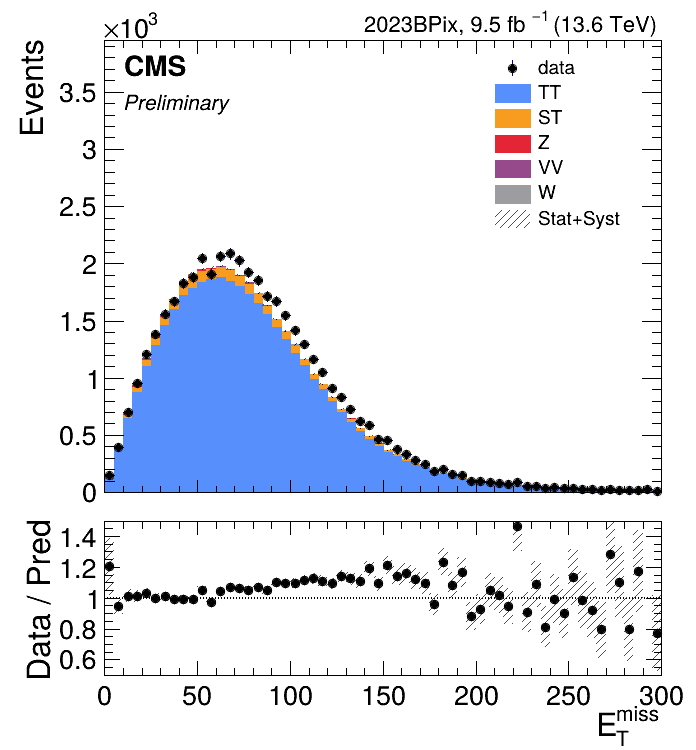 ×10³
2023BPix, 9.5 fb ⁻¹ (13.6 TeV)
CMS
Preliminary
data
TT
ST
Z
VV
W
Stat+Syst
Events
3.5
3
2.5
2
1.5
1
0.5
0
Data / Pred
1.4
1.2
1
0.8
0.6
0 50 100 150 200 250 300
E_T^miss